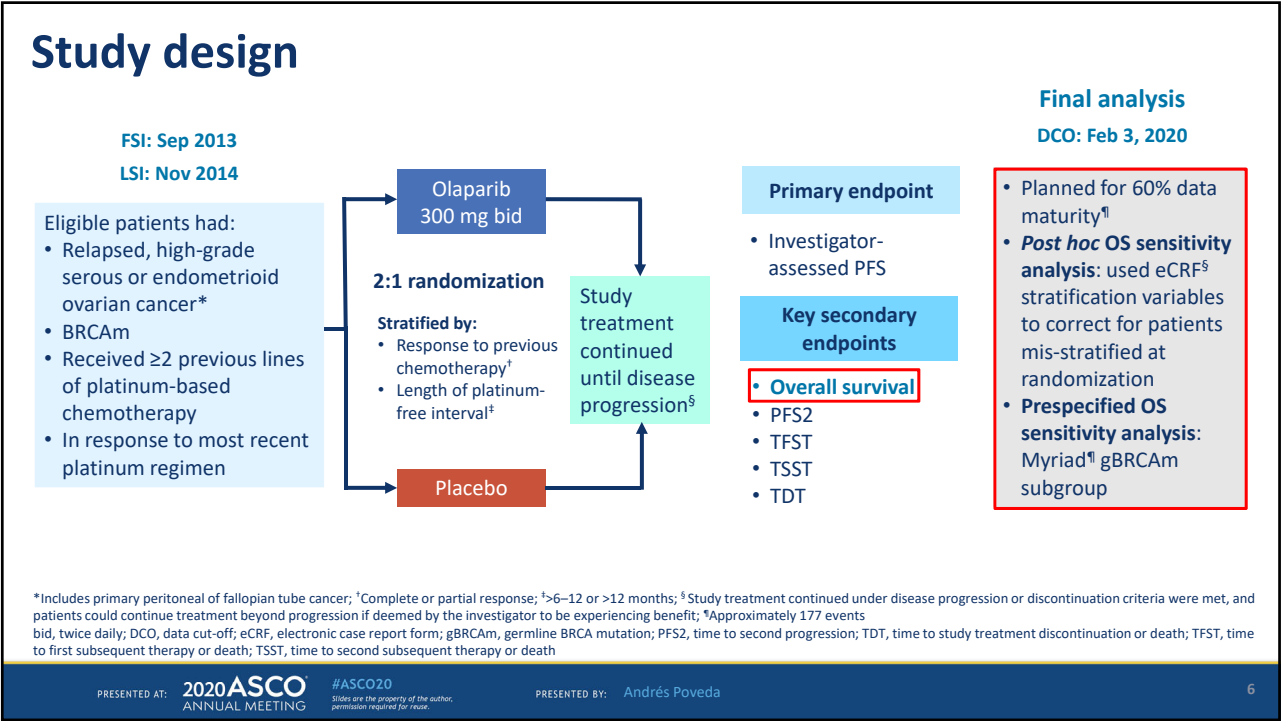 Study design
FSI: Sep 2013
LSI: Nov 2014
Eligible patients had:
• Relapsed, high-grade
serous or endometrioid
ovarian cancer*
• BRCAm
• Received ≥2 previous lines
of platinum-based
chemotherapy
• In response to most recent
platinum regimen
Olaparib
300 mg bid
2:1 randomization
Stratified by:
• Response to previous
chemotherapy†
• Length of platinum-
free interval‡
Placebo
Study
treatment
continued
until disease
progression§
Primary endpoint
• Investigator-
assessed PFS
Key secondary
endpoints
• Overall survival
• PFS2
• TFST
• TSST
• TDT
Final analysis
DCO: Feb 3, 2020
• Planned for 60% data
maturity¶
• Post hoc OS sensitivity
analysis: used eCRF§
stratification variables
to correct for patients
mis-stratified at
randomization
• Prespecified OS
sensitivity analysis:
Myriad¶ gBRCAm
subgroup
*Includes primary peritoneal of fallopian tube cancer; †Complete or partial response; ‡>6–12 or >12 months; § Study treatment continued under disease progression or discontinuation criteria were met, and
patients could continue treatment beyond progression if deemed by the investigator to be experiencing benefit; ¶Approximately 177 events
bid, twice daily; DCO, data cut-off; eCRF, electronic case report form; gBRCAm, germline BRCA mutation; PFS2, time to second progression; TDT, time to study treatment discontinuation or death; TFST, time
to first subsequent therapy or death; TSST, time to second subsequent therapy or death
PRESENTED AT:
2020 ASCO
ANNUAL MEETING
#ASCO20
Slides are the property of the author,
permission required for reuse.
PRESENTED BY: Andrés Poveda
6